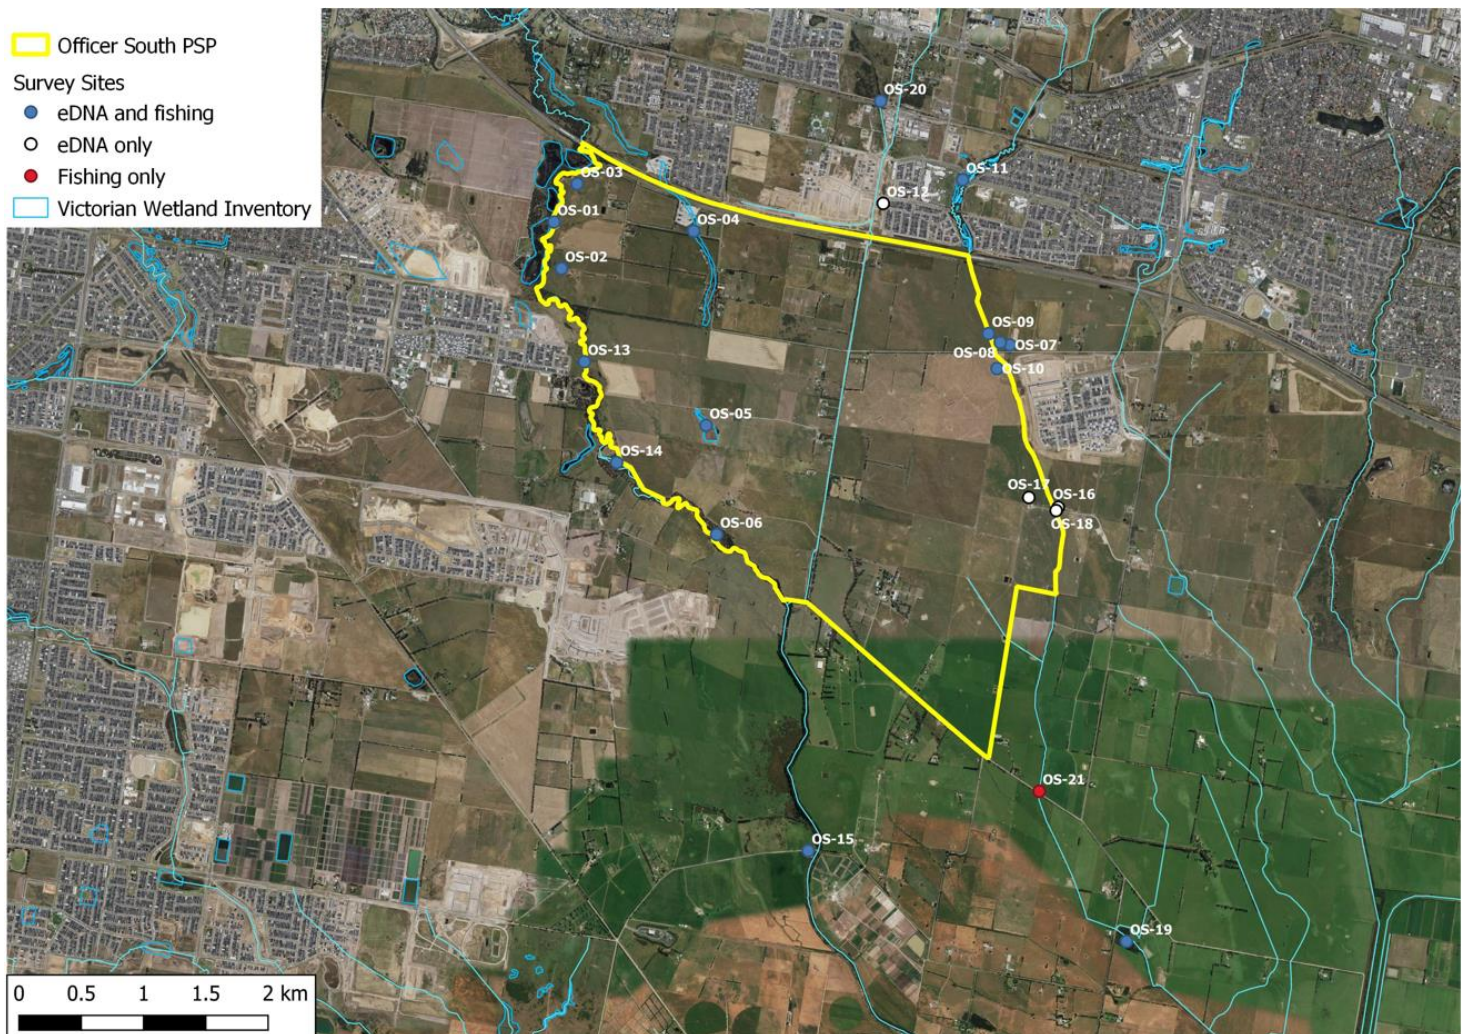 Officer South PSP
Survey Sites
eDNA and fishing
eDNA only
Fishing only
Victorian Wetland Inventory
OS-20
OS-11
OS-03
OS-12
OS-01
OS-04
OS-02
OS-09
OS-07
OS-08
OS-13
OS-10
OS-05
OS-14
OS-17
OS-16
OS-18
OS-06
OS-21
OS-15
OS-19
0 0.5 1 1.5 2 km